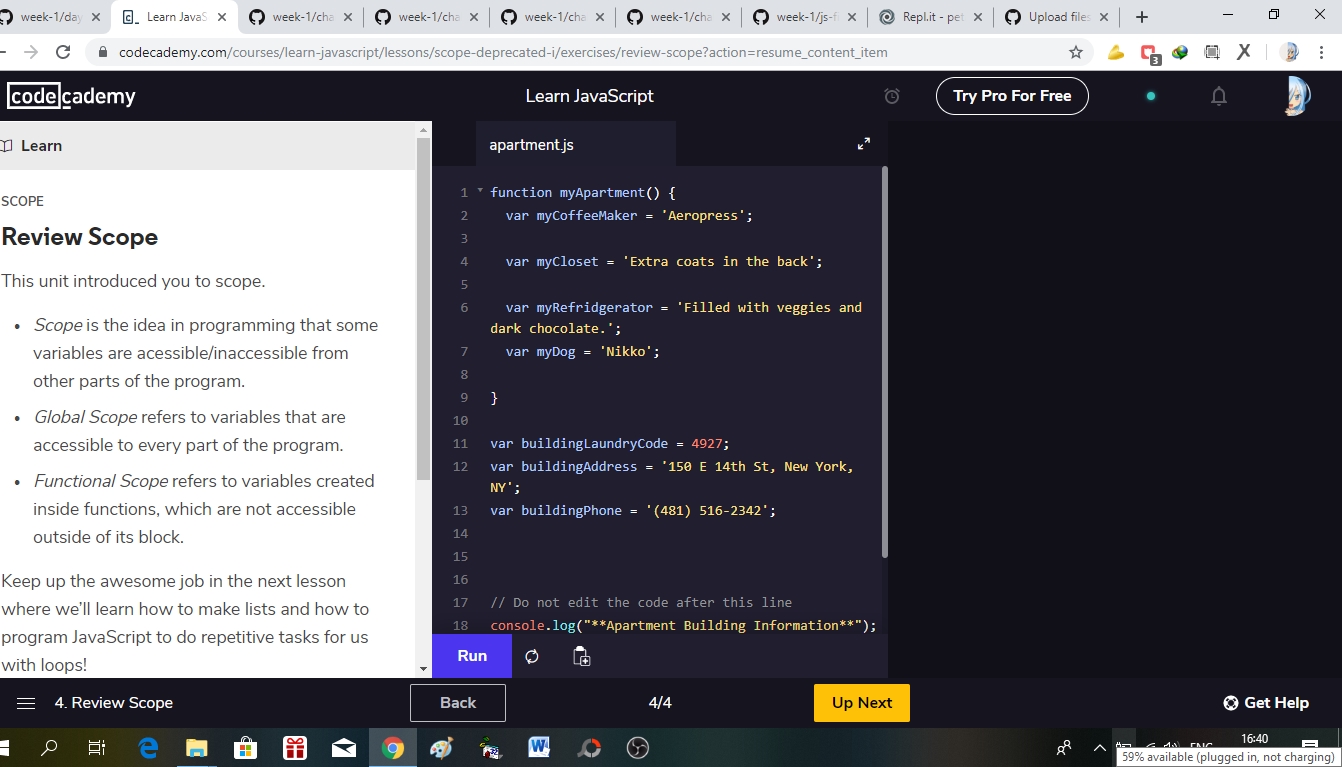 week-1/day
Learn JavaS
week-1/cha
week-1/cha
week-1/cha
week-1/cha
week-1/js-f
Repl.it - pet
Upload files
codecademy.com/courses/learn-javascript/lessons/scope-deprecated-i/exercises/review-scope?action=resume_content_item
3
X
codecademy
Learn JavaScript
Try Pro For Free
Learn
apartment.js
SCOPE
Review Scope
This unit introduced you to scope.
• Scope is the idea in programming that some
variables are acessible/inaccessible from
other parts of the program.
• Global Scope refers to variables that are
accessible to every part of the program.
• Functional Scope refers to variables created
inside functions, which are not accessible
outside of its block.
Keep up the awesome job in the next lesson
where we'll learn how to make lists and how to
program JavaScript to do repetitive tasks for us
with loops!
1 function myApartment() {
2 var myCoffeeMaker = 'Aeropress';
3
4 var myCloset = 'Extra coats in the back';
5
6 var myRefridgerator = 'Filled with veggies and
dark chocolate.';
7 var myDog = 'Nikko';
8
9 }
10
11 var buildingLaundryCode = 4927;
12 var buildingAddress = '150 E 14th St, New York,
NY';
13 var buildingPhone = '(481) 516-2342';
14
15
16
17 // Do not edit the code after this line
18 console.log("**Apartment Building Information**");
Run
4. Review Scope
Back
4/4
Up Next
Get Help
ENG
16:40
59% available (plugged in, not charging)